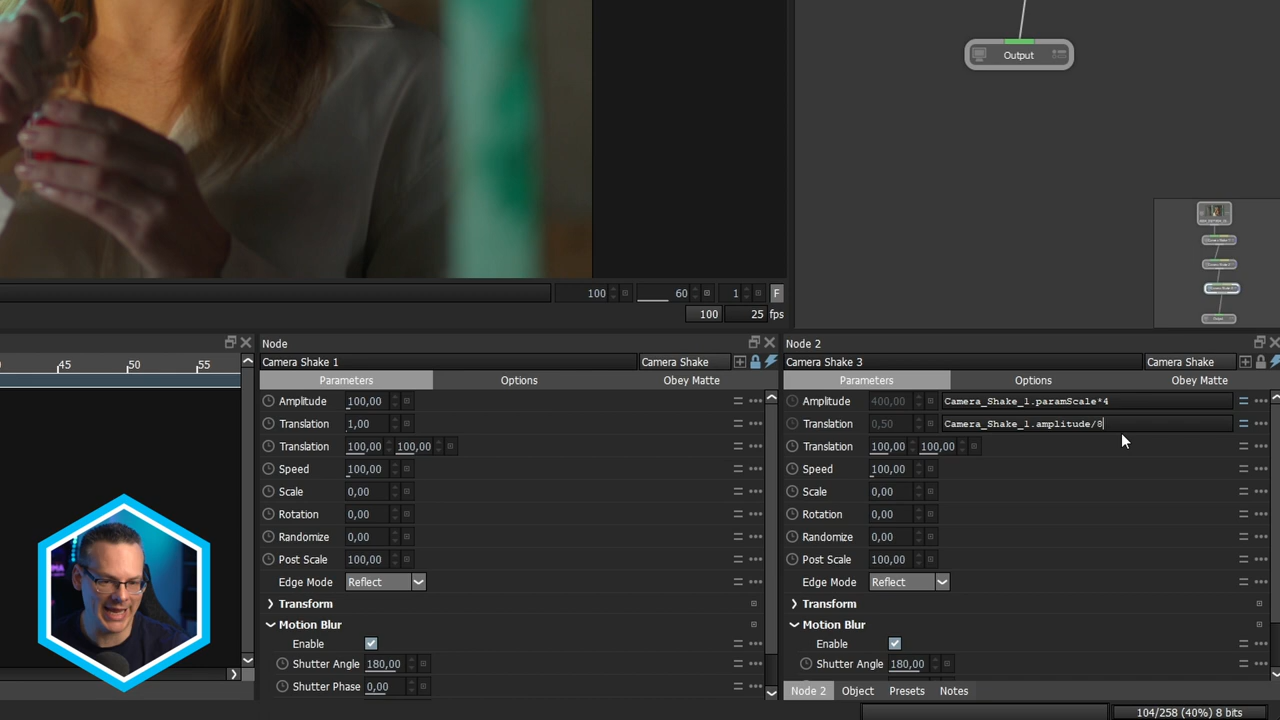 Output
100 60 1 F
100 25 fps
45 50 55
Node
Camera Shake 1 Camera Shake
Parameters Options Obey Matte
Amplitude 100,00
Translation 1,00
Translation 100,00 100,00
Speed 100,00
Scale 0,00
Rotation 0,00
Randomize 0,00
Post Scale 100,00
Edge Mode Reflect
Transform
Motion Blur
Enable
Shutter Angle 180,00
Shutter Phase 0,00
Node 2
Camera Shake 3 Camera Shake
Parameters Options Obey Matte
Amplitude 400,00 Camera_Shake_1.paramScale*4
Translation 0,50 Camera_Shake_1.amplitude/8
Translation 100,00 100,00
Speed 100,00
Scale 0,00
Rotation 0,00
Randomize 0,00
Post Scale 100,00
Edge Mode Reflect
Transform
Motion Blur
Enable
Shutter Angle 180,00
Node 2 Object Presets Notes
104/258 (40%) 8 bits